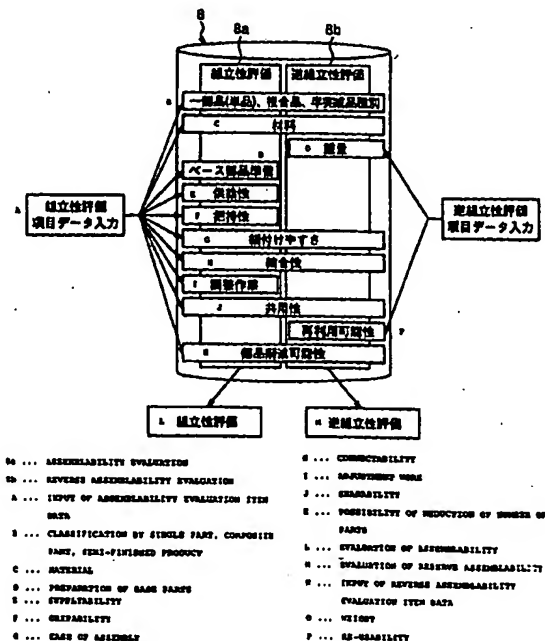 8
8a
8b
組立性評価
逆組立性評価
B 一部品(単品)、複合品、半完成品種別
C 材料
O 重量
D
ベース部品準備
E 供給性
F 把持性
A 組立性評価
項目データ入力
逆組立性評価
項目データ入力
G 組付けやすさ
H 結合性
I 調整作業
J 共用性
再利用可能性 P
K 部品削減可能性
L 組立性評価
M 逆組立性評価
8a ... ASSEMBLABILITY EVALUATION
8b ... REVERSE ASSEMBLABILITY EVALUATION
A ... INPUT OF ASSEMBLABILITY EVALUATION ITEM
DATA
B ... CLASSIFICATION BY SINGLE PART, COMPOSITE
PART, SEMI-FINISHED PRODUCT
C ... MATERIAL
D ... PREPARATION OF BASE PARTS
E ... SUPPLYABILITY
F ... GRIPABILITY
G ... EASE OF ASSEMBLY
H ... CONNECTABILITY
I ... ADJUSTMENT WORK
J ... SHARABILITY
K ... POSSIBILITY OF REDUCTION OF NUMBER OF
PARTS
L ... EVALUATION OF ASSEMBLABILITY
M ... EVALUATION OF RESERVE ASSEMBLABILITY
N ... INPUT OF REVERSE ASSEMBLABILITY
EVALUATION ITEM DATA
O ... WEIGHT
P ... RE-USABILITY